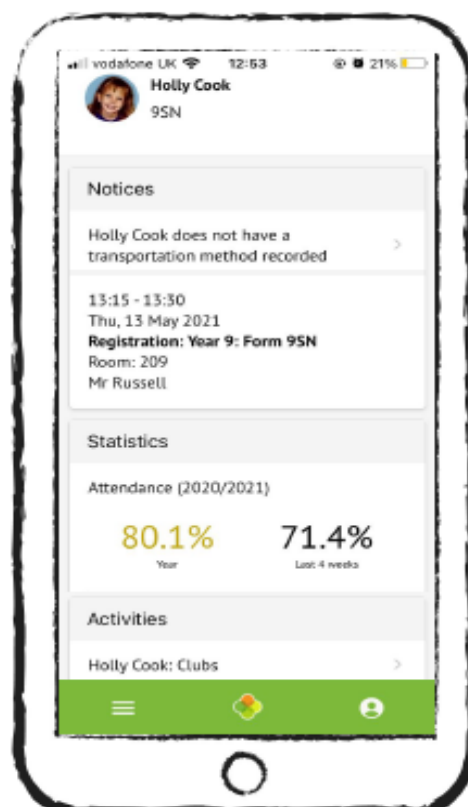 vodafone UK 12:53 21%
Holly Cook
9SN
Notices
Holly Cook does not have a
transportation method recorded
13:15 - 13:30
Thu, 13 May 2021
Registration: Year 9: Form 9SN
Room: 209
Mr Russell
Statistics
Attendance (2020/2021)
80.1% 71.4%
Year Last 4 weeks
Activities
Holly Cook: Clubs